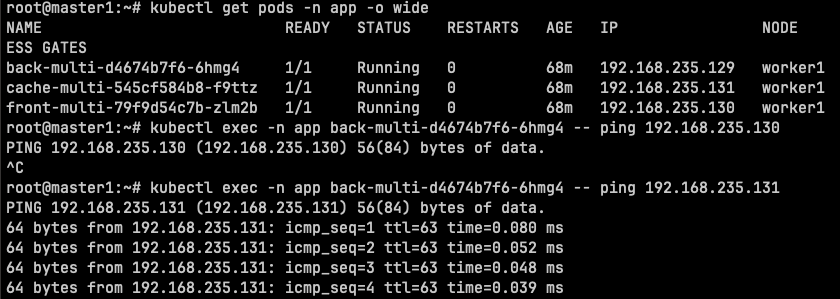 root@master1:~# kubectl get pods -n app -o wide
NAME READY STATUS RESTARTS AGE IP NODE
ESS GATES
back-multi-d4674b7f6-6hmg4 1/1 Running 0 68m 192.168.235.129 worker1
cache-multi-545cf584b8-f9ttz 1/1 Running 0 68m 192.168.235.131 worker1
front-multi-79f9d54c7b-zlm2b 1/1 Running 0 68m 192.168.235.130 worker1
root@master1:~# kubectl exec -n app back-multi-d4674b7f6-6hmg4 -- ping 192.168.235.130
PING 192.168.235.130 (192.168.235.130) 56(84) bytes of data.
^C
root@master1:~# kubectl exec -n app back-multi-d4674b7f6-6hmg4 -- ping 192.168.235.131
PING 192.168.235.131 (192.168.235.131) 56(84) bytes of data.
64 bytes from 192.168.235.131: icmp_seq=1 ttl=63 time=0.080 ms
64 bytes from 192.168.235.131: icmp_seq=2 ttl=63 time=0.052 ms
64 bytes from 192.168.235.131: icmp_seq=3 ttl=63 time=0.048 ms
64 bytes from 192.168.235.131: icmp_seq=4 ttl=63 time=0.039 ms